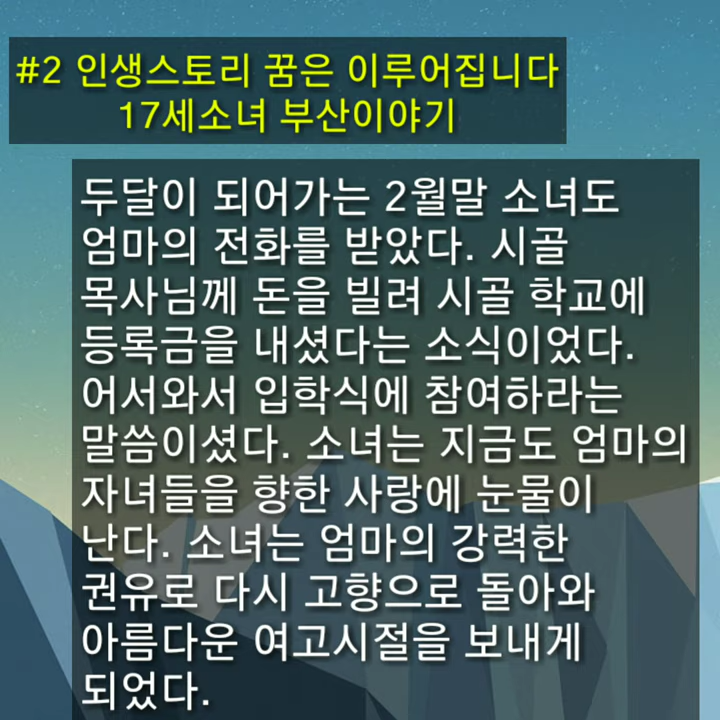 #2 인생스토리 꿈은 이루어집니다
17세소녀 부산이야기
두달이 되어가는 2월말 소녀도
엄마의 전화를 받았다. 시골
목사님께 돈을 빌려 시골 학교에
등록금을 내셨다는 소식이었다.
어서와서 입학식에 참여하라는
말씀이셨다. 소녀는 지금도 엄마의
자녀들을 향한 사랑에 눈물이
난다. 소녀는 엄마의 강력한
권유로 다시 고향으로 돌아와
아름다운 여고시절을 보내게
되었다.